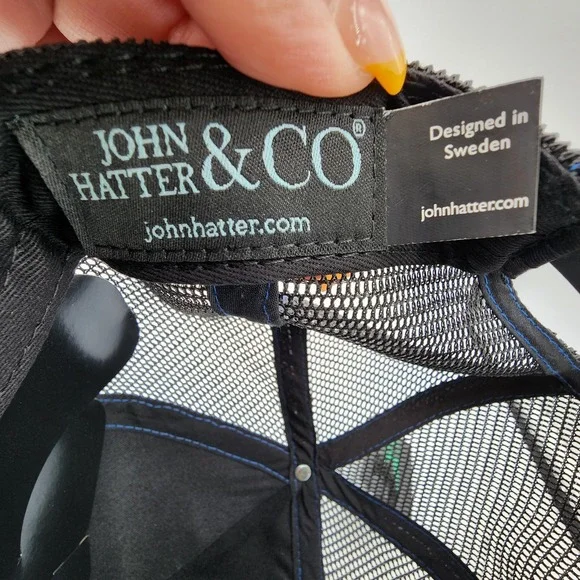 JOHN
HATTER & CO®
johnhatter.com
Designed in
Sweden
johnhatter.com